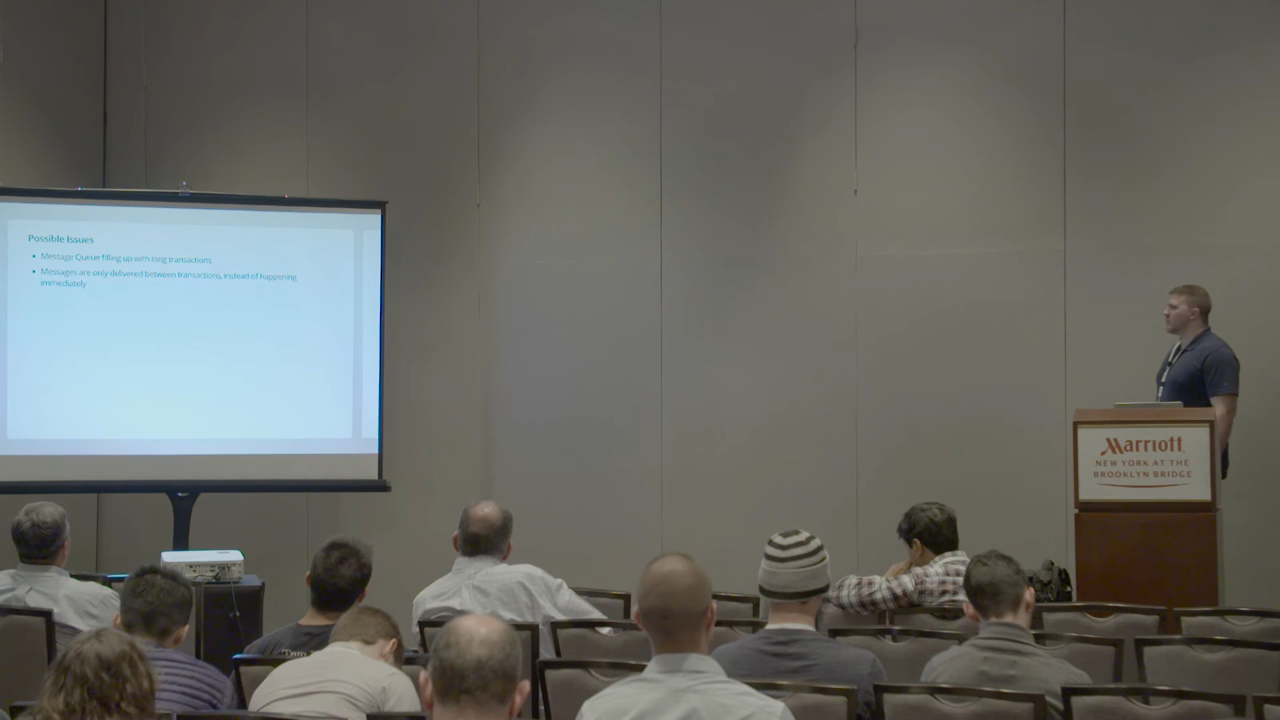 Possible Issues
Message Queue filling up with long transactions
Messages are only delivered between transactions, instead of happening
immediately
Marriott
NEW YORK AT THE
BROOKLYN BRIDGE